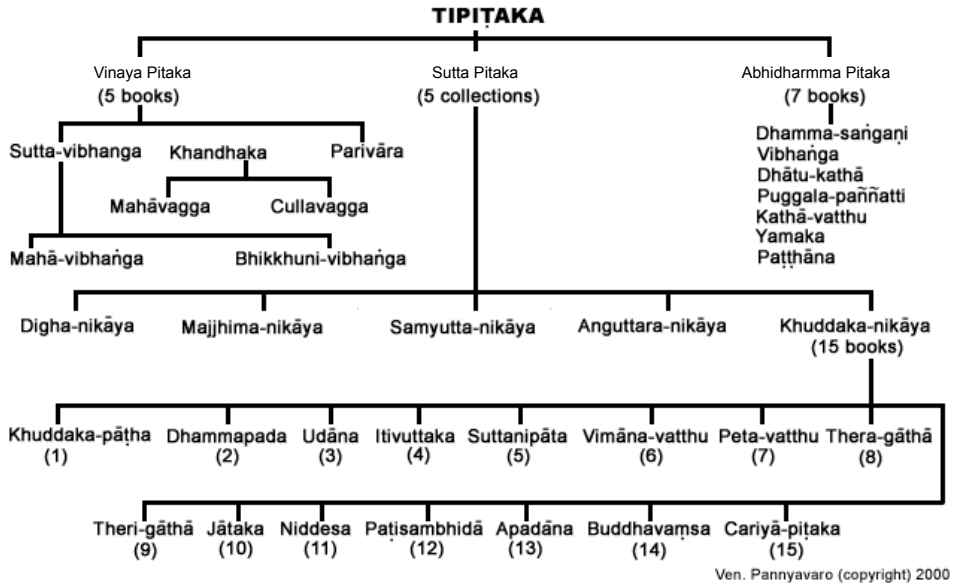 TIPIṬAKA
Vinaya Pitaka
(5 books)
Sutta Pitaka
(5 collections)
Abhidharmma Pitaka
(7 books)
Sutta-vibhanga
Khandhaka
Parivāra
Mahāvagga
Cullavagga
Mahā-vibhaṅga
Bhikkhuni-vibhaṅga
Dhamma-saṅgaṇi
Vibhaṅga
Dhātu-kathā
Puggala-paññatti
Kathā-vatthu
Yamaka
Paṭṭhāna
Digha-nikāya
Majjhima-nikāya
Samyutta-nikāya
Anguttara-nikāya
Khuddaka-nikāya
(15 books)
Khuddaka-pāṭha
(1)
Dhammapada
(2)
Udāna
(3)
Itivuttaka
(4)
Suttanipāta
(5)
Vimāna-vatthu
(6)
Peta-vatthu
(7)
Thera-gāthā
(8)
Theri-gāthā
(9)
Jātaka
(10)
Niddesa
(11)
Paṭisambhidā
(12)
Apadāna
(13)
Buddhavaṃsa
(14)
Cariyā-piṭaka
(15)
Ven. Pannyavaro (copyright) 2000